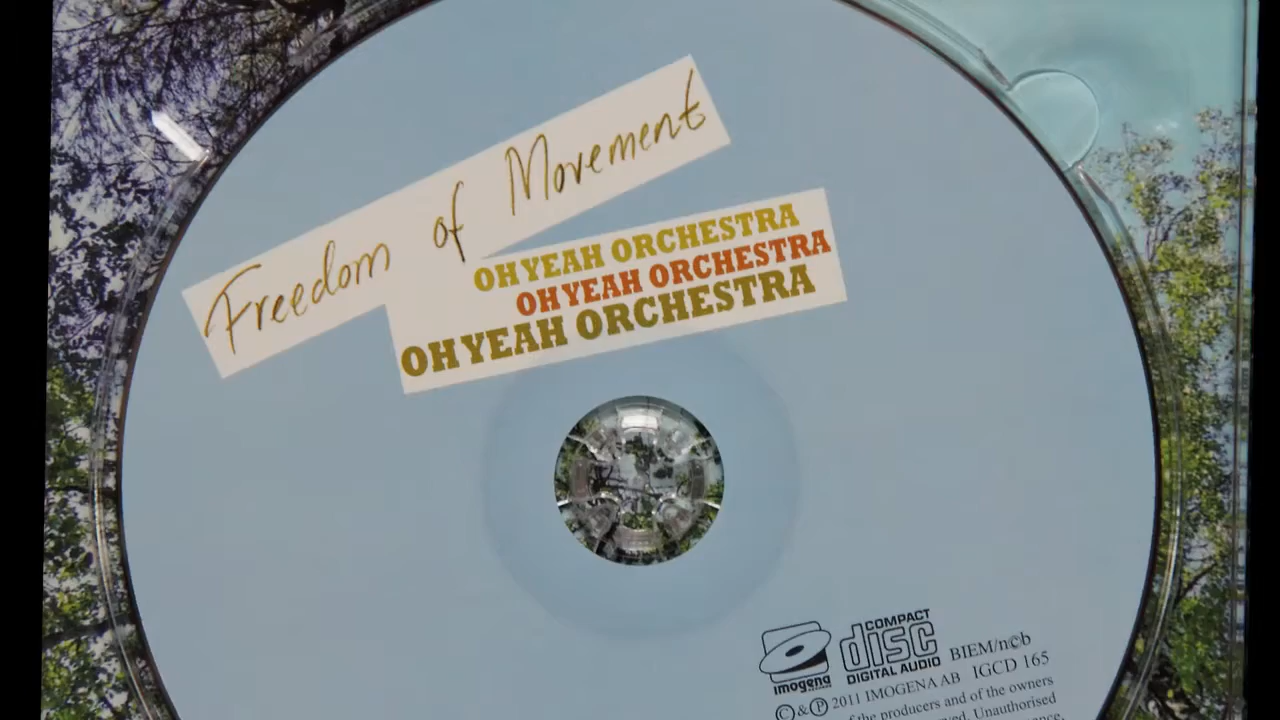 Freedom of Movement
OH YEAH ORCHESTRA
OH YEAH ORCHESTRA
OH YEAH ORCHESTRA
imogena
COMPACT
disc
DIGITAL AUDIO
BIEM/n©b
IGCD 165
©&℗ 2011 IMOGENA AB
of the producers and of the owners
Unauthorised